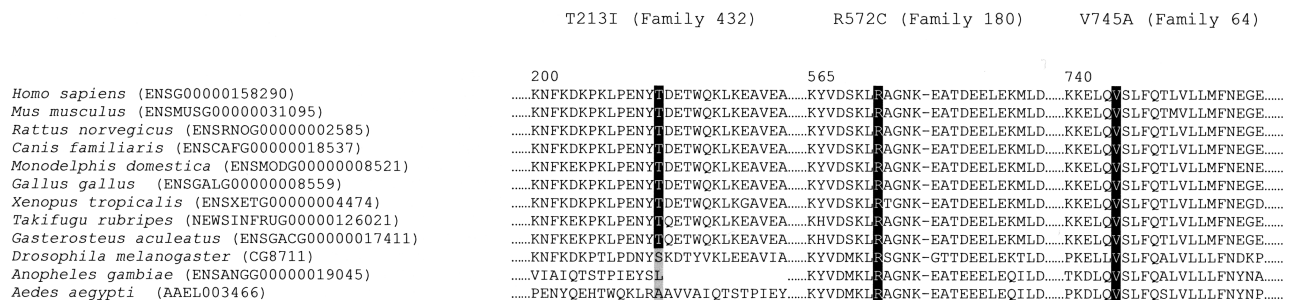 T213I (Family 432) R572C (Family 180) V745A (Family 64)
200 565 740
Homo sapiens (ENSG00000158290) ......KNFKDKPKLPENYTDETWQKLKEAVEA......KYVDSKLRAGNK-EATDEELEKMLD......KKELQVSLFQTLVLLMFNEGE......
Mus musculus (ENSMUSG00000031095) ......KNFKDKPKLPENYTDETWQKLKEAVEA......KYVDSKLRAGNK-EATDEELEKMLD......KKELQVSLFQTMVLLMFNEGE......
Rattus norvegicus (ENSRNOG00000002585) ......KNFKDKPKLPENYTDETWQKLKEAVEA......KYVDSKLRAGNK-EATDEELEKMLD......KKELQVSLFQTLVLLMFNEGE......
Canis familiaris (ENSCAFG00000018537) ......KNFKDKPKLPENYTDETWQKLKEAVEA......KYVDSKLRAGNK-EATDEELEKMLD......KKELQVSLFQTLVLLMFNEGE......
Monodelphis domestica (ENSMODG00000008521) ......KNFKEKPKLPENYTDETWQKLKEAVEA......KYVDSKLRAGNK-EATDEELEKMLD......KKELQVSLFQTLVLLMFNENE......
Gallus gallus (ENSGALG00000008559) ......KNFKDKPKLPENYTDETWQKLKEAVEA......KYVDSKLRAGNK-EATDEELEKMLD......KKELQVSLFQTLVLLMFNEGE......
Xenopus tropicalis (ENSXETG00000004474) ......KNFKDKPKLPENYTDETWQKLKGAVEA......KYVDSKLRTGNK-EATDEELEKMLD......KKELQVSLFQTLVLLMFNEGD......
Takifugu rubripes (NEWSINFRUG00000126021) ......KNFKEKPKLPENYTQETWQKLKEAVEA......KHVDSKLRAGNK-EATDEELEKMLD......KKELQVSLFQTLVLLMFNEGE......
Gasterosteus aculeatus (ENSGACG00000017411) ......KNFKEKPKLPENYTQETWQKLKEAVEA......KHVDSKLRAGNK-EATDEELEKMLD......KKELQVSLFQTLVLLMFNEGE......
Drosophila melanogaster (CG8711) ......KNFKDKPTLPDNYSKDTYVKLEEAVIA......KYVDSKLRSGNK-GTTDEELEKTLD......PKELLVSLFQTLVLLLFNDKP......
Anopheles gambiae (ENSANGG00000019045) ......VIAIQTSTPIEYSL KYVDMKLRAGNK-EATEEELEQILD......TKDLQVSLFQALVLLLFNYNA......
Aedes aegypti (AAEL003466) ......PENYQEHTWQKLRAAVVAIQTSTPIEY......KYVDMKLRAGNK-EATDEELEQILD......PKDLQVSLFQSLVLLLFNYNP......